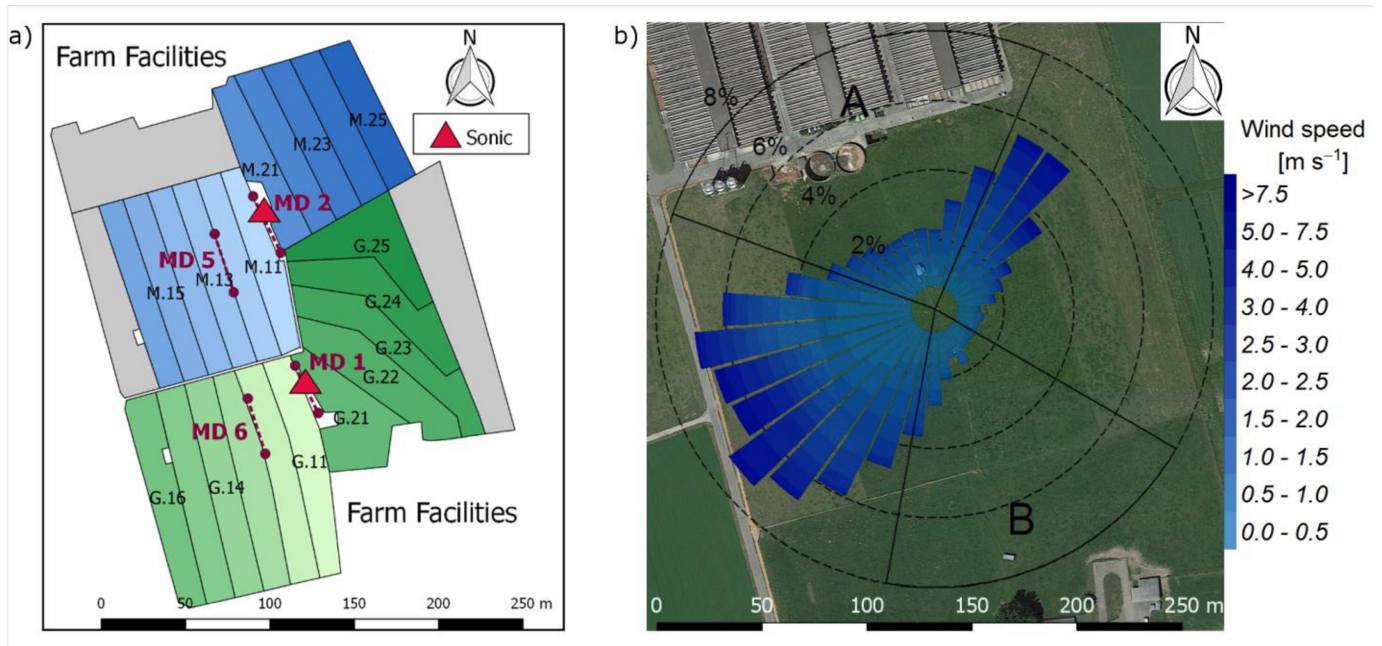 a)
Farm Facilities
N
Sonic
M.25
M.23
M.21
MD 2
MD 5
M.11
M.13
M.15
G.25
G.24
G.23
G.22
G.21
MD 1
MD 6
G.11
G.14
G.16
Farm Facilities
0 50 100 150 200 250 m
b)
N
A
8%
6%
4%
2%
B
0 50 100 150 200 250 m
Wind speed
[m s⁻¹]
>7.5
5.0 - 7.5
4.0 - 5.0
3.0 - 4.0
2.5 - 3.0
2.0 - 2.5
1.5 - 2.0
1.0 - 1.5
0.5 - 1.0
0.0 - 0.5